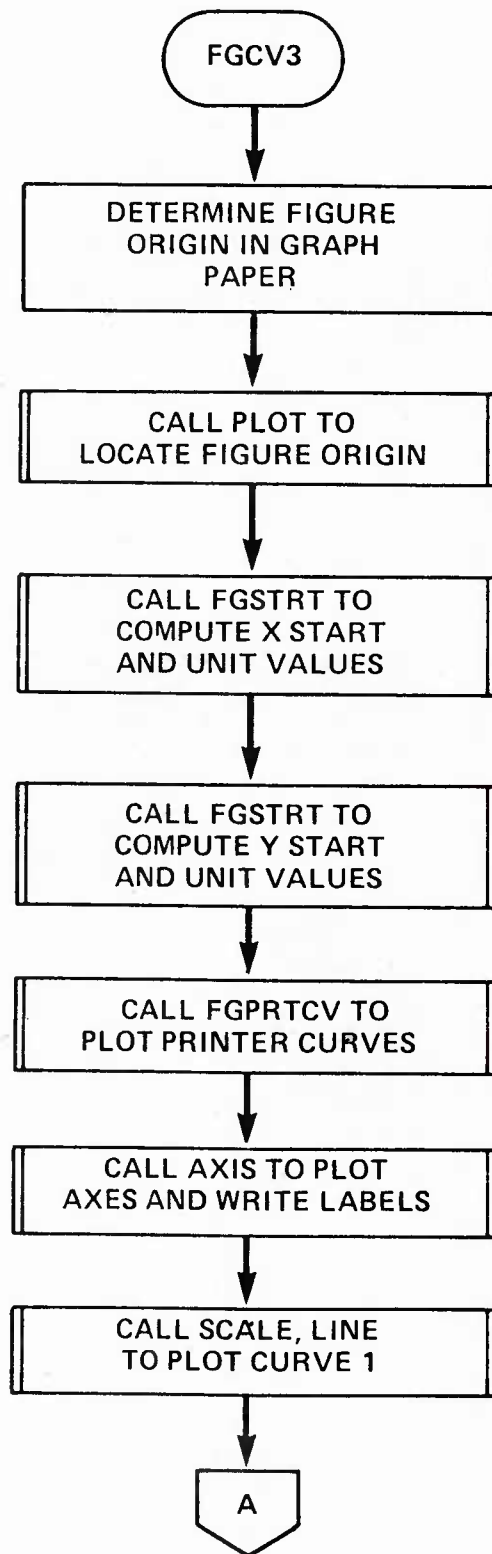 FGCV3
DETERMINE FIGURE
ORIGIN IN GRAPH
PAPER
CALL PLOT TO
LOCATE FIGURE ORIGIN
CALL FGSTRT TO
COMPUTE X START
AND UNIT VALUES
CALL FGSTRT TO
COMPUTE Y START
AND UNIT VALUES
CALL FGPRTCV TO
PLOT PRINTER CURVES
CALL AXIS TO PLOT
AXES AND WRITE LABELS
CALL SCALE, LINE
TO PLOT CURVE 1
A